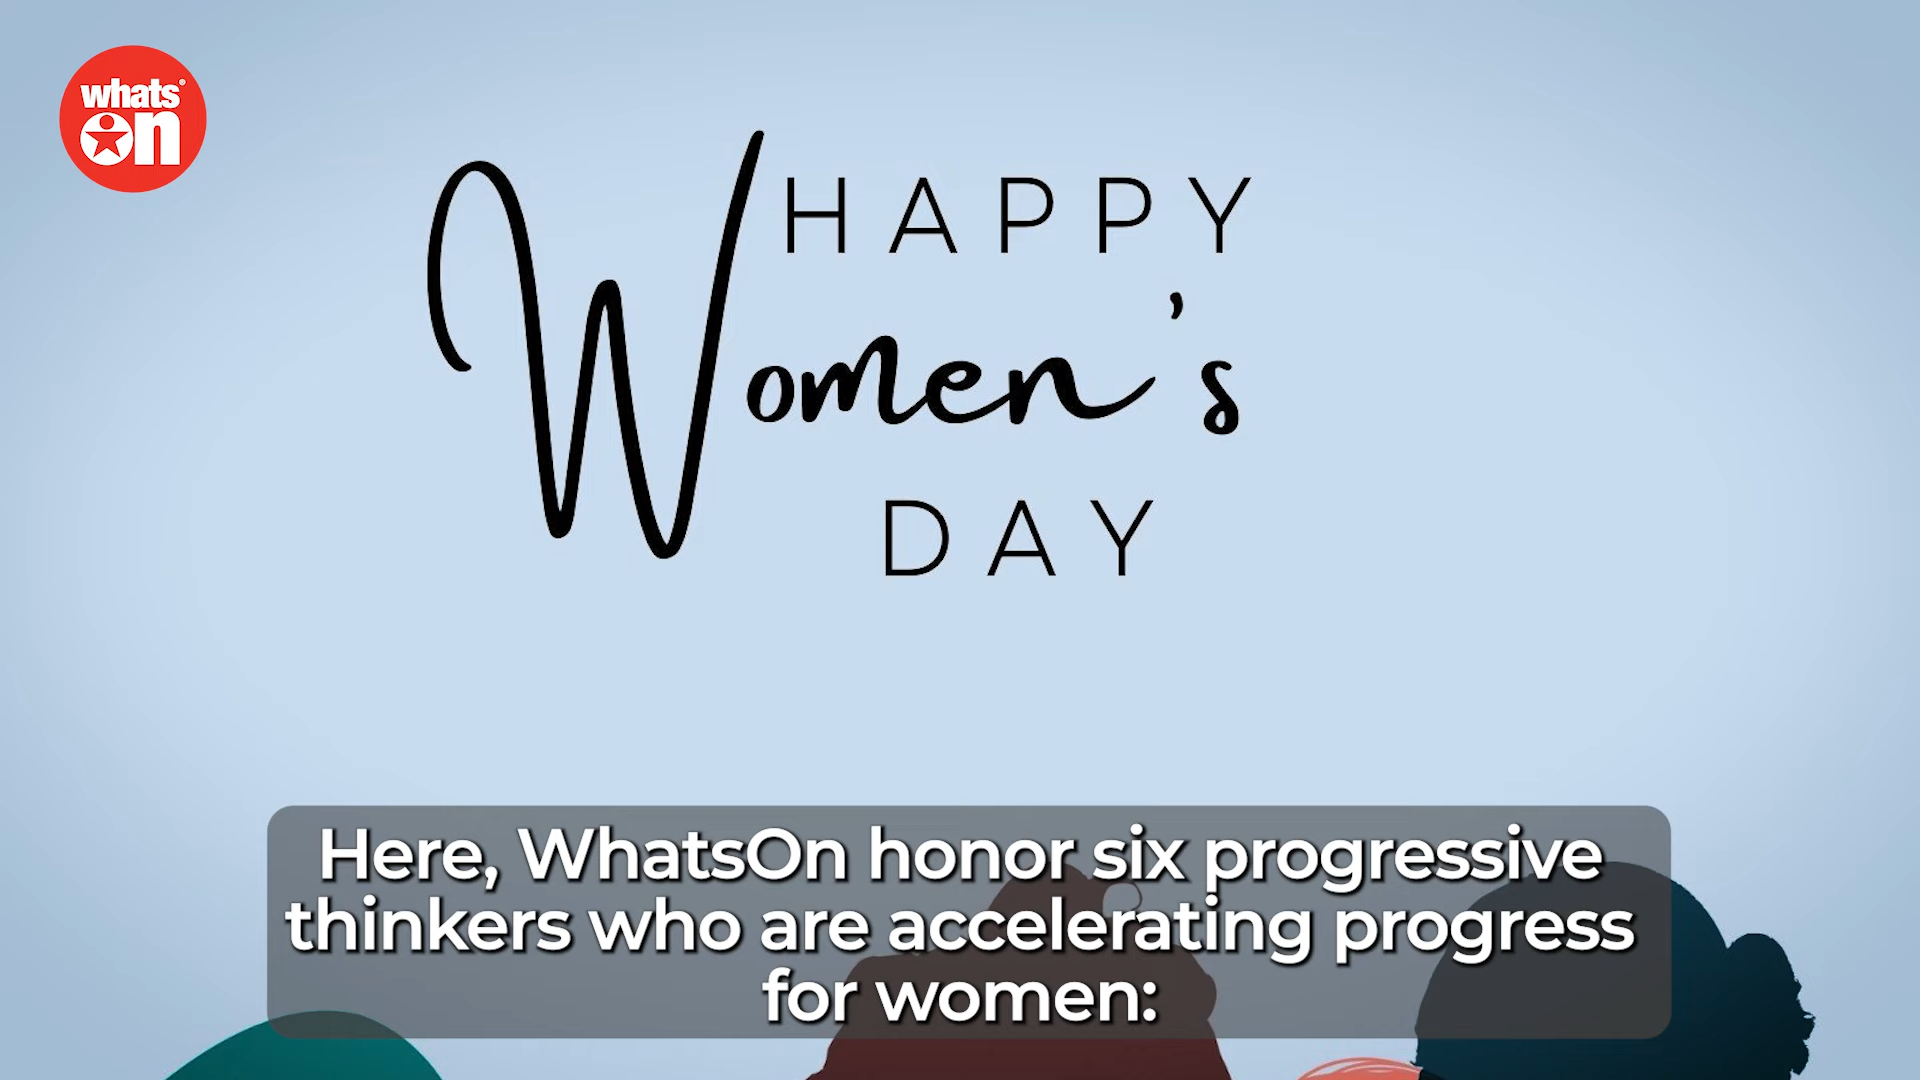 whats
on
HAPPY
Women's
DAY
Here, WhatsOn honor six progressive
thinkers who are accelerating progress
for women: